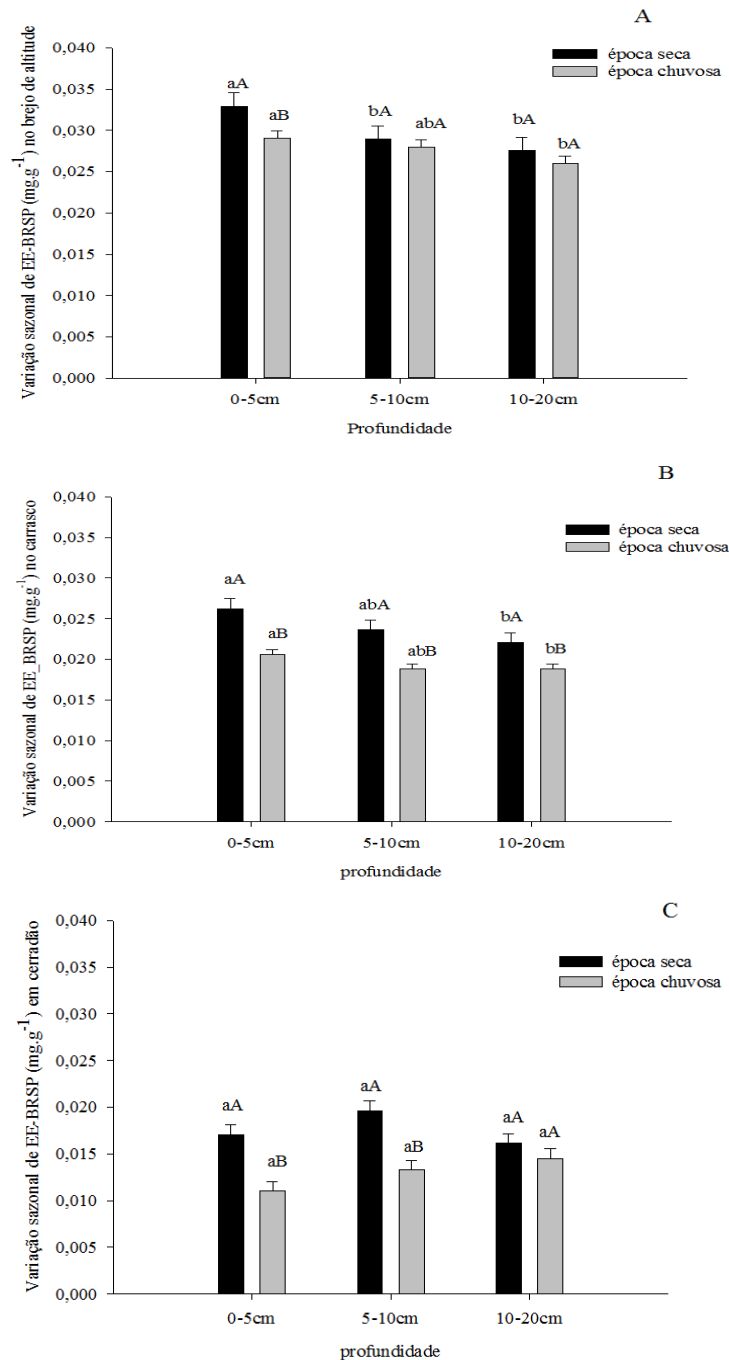 A
Variação sazonal de EE-BRSP (mg.g-1) no brejo de altitude
época seca
época chuvosa
0,040
0,035
0,030
0,025
0,020
0,015
0,010
0,005
0,000
aA
aB
bA
abA
bA
bA
0-5cm
5-10cm
10-20cm
Profundidade
B
Variação sazonal de EE_BRSP (mg.g-1) no carrasco
época seca
época chuvosa
0,040
0,035
0,030
0,025
0,020
0,015
0,010
0,005
0,000
aA
aB
abA
abB
bA
bB
0-5cm
5-10cm
10-20cm
profundidade
C
Variação sazonal de EE-BRSP (mg.g-1) em cerradão
época seca
época chuvosa
0,040
0,035
0,030
0,025
0,020
0,015
0,010
0,005
0,000
aA
aB
aA
aB
aA
aA
0-5cm
5-10cm
10-20cm
profundidade